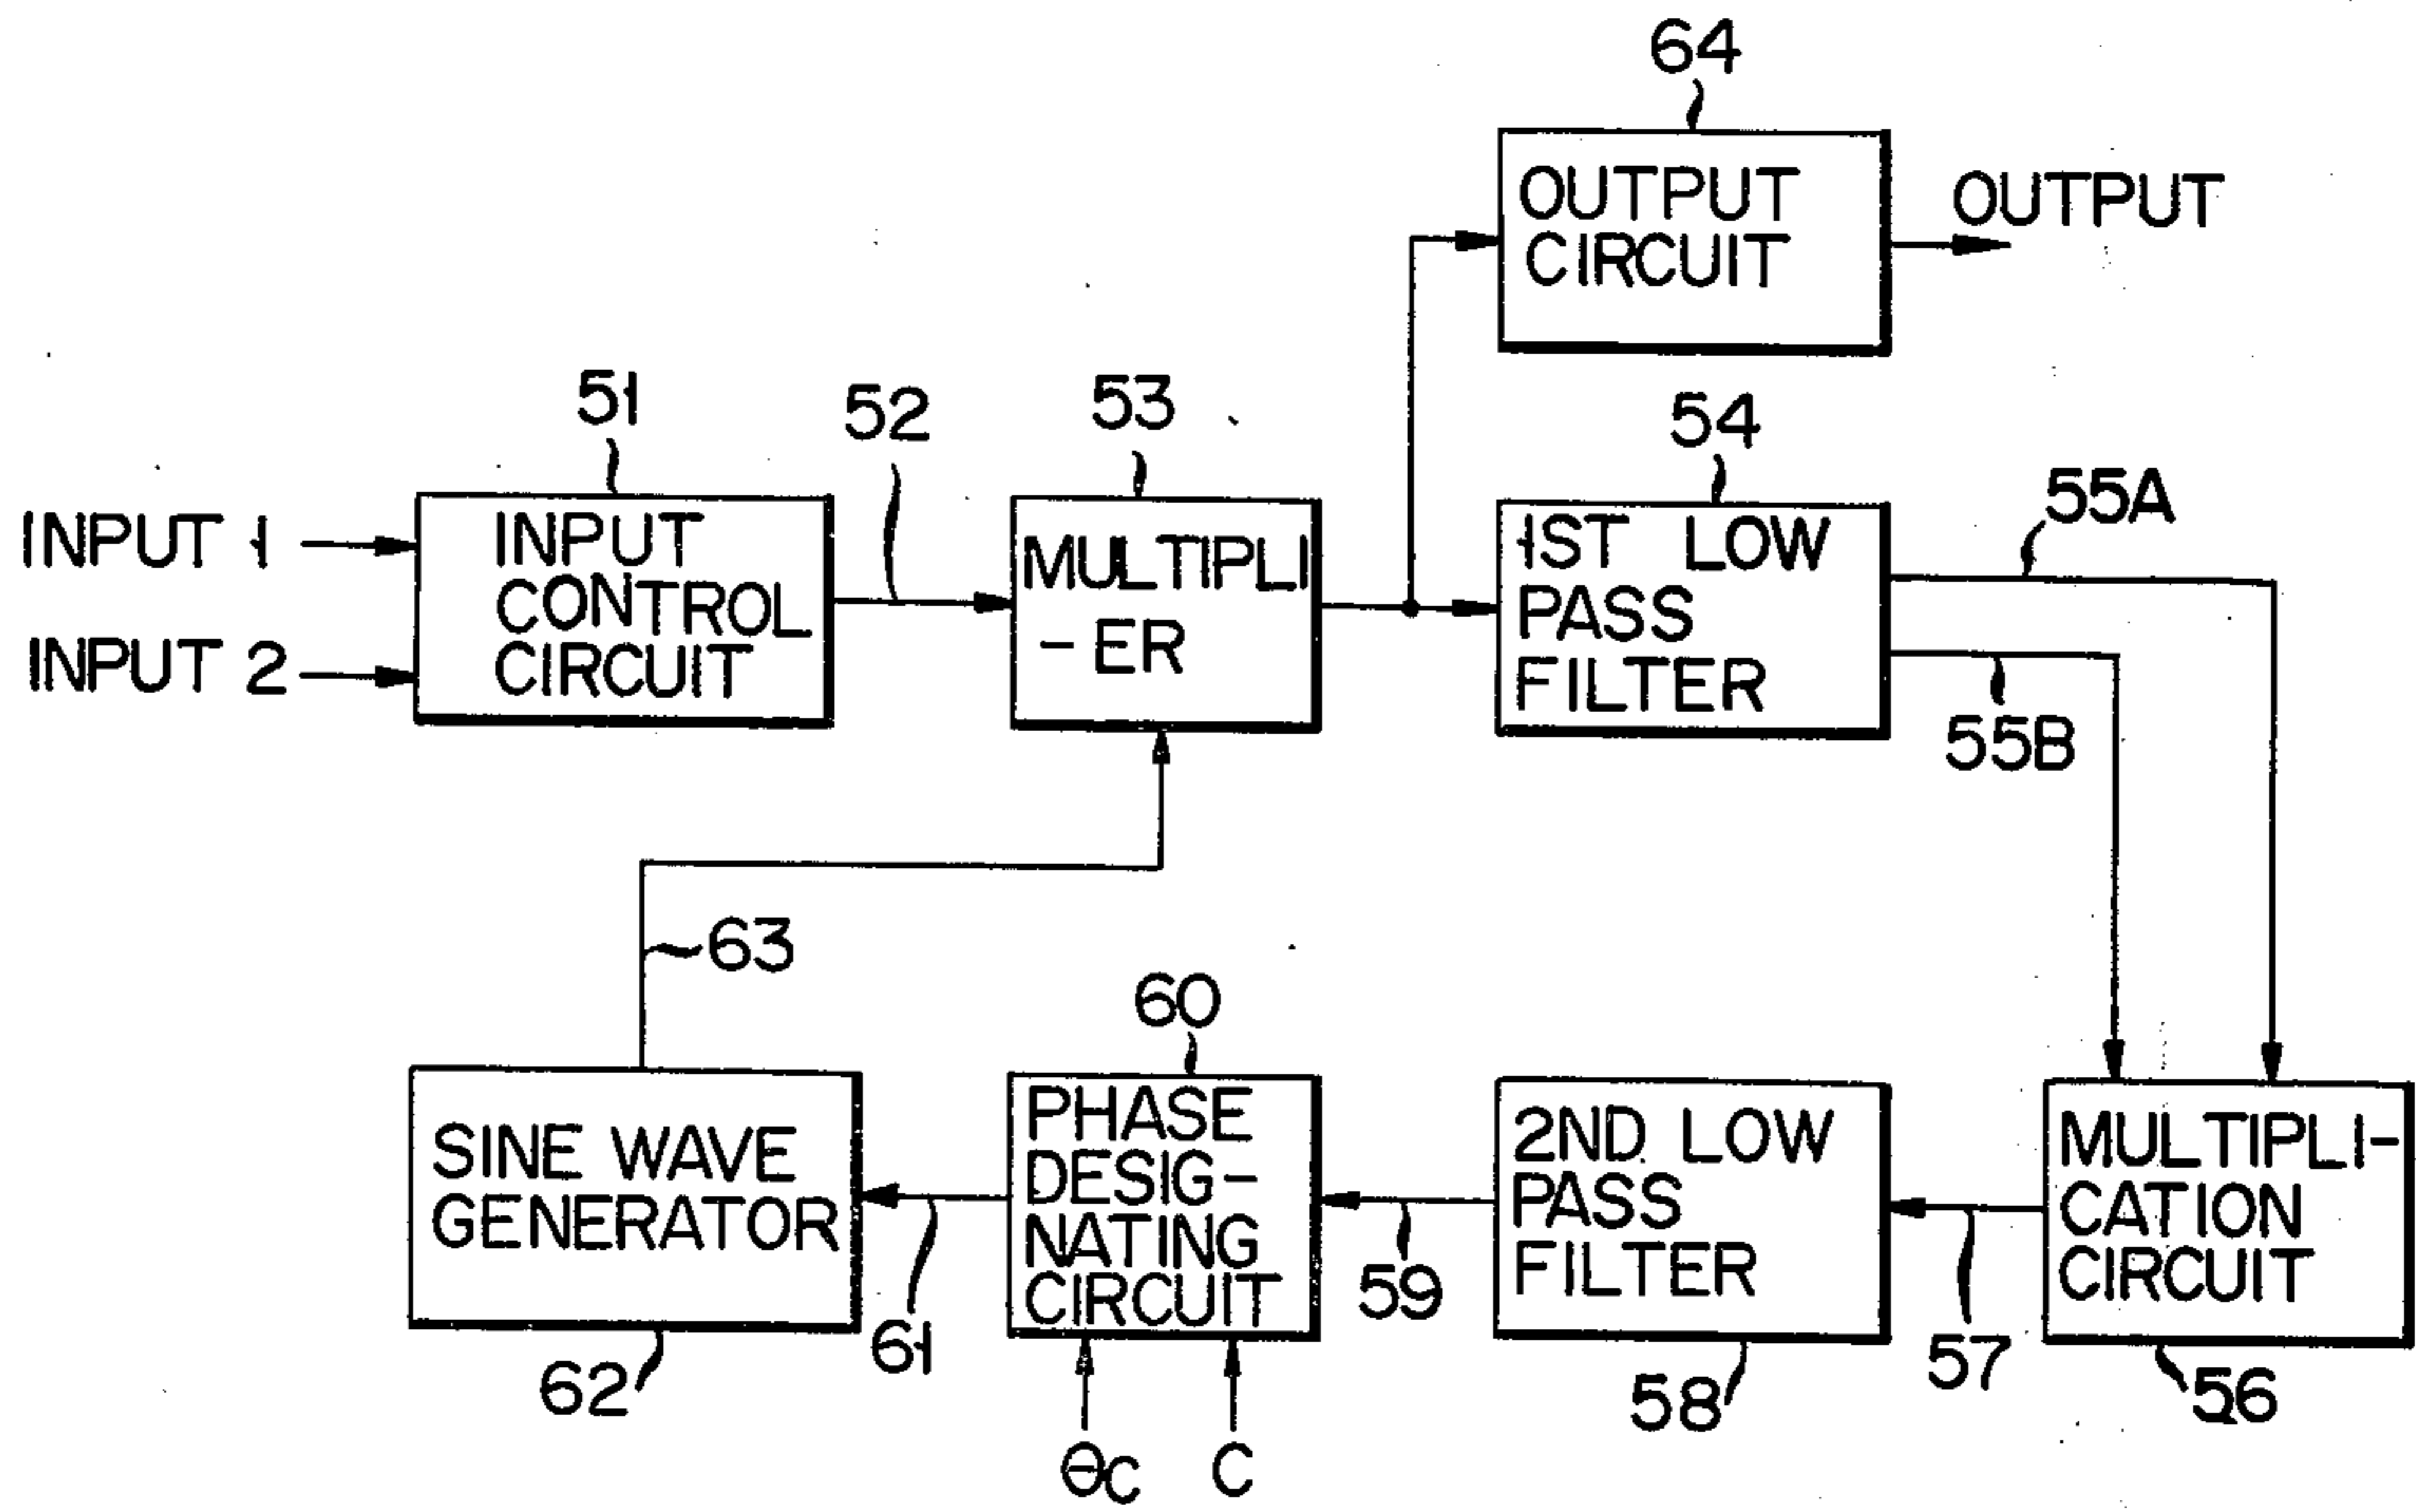 64
OUTPUT
CIRCUIT
OUTPUT
51
52
53
54
55A
INPUT 1
INPUT 2
INPUT
CONTROL
CIRCUIT
MULTIPLI
-ER
1ST LOW
PASS
FILTER
55B
63
60
SINE WAVE
GENERATOR
PHASE
DESIG-
NATING
CIRCUIT
2ND LOW
PASS
FILTER
MULTIPLI-
CATION
CIRCUIT
62
61
59
58
57
56
θC
C